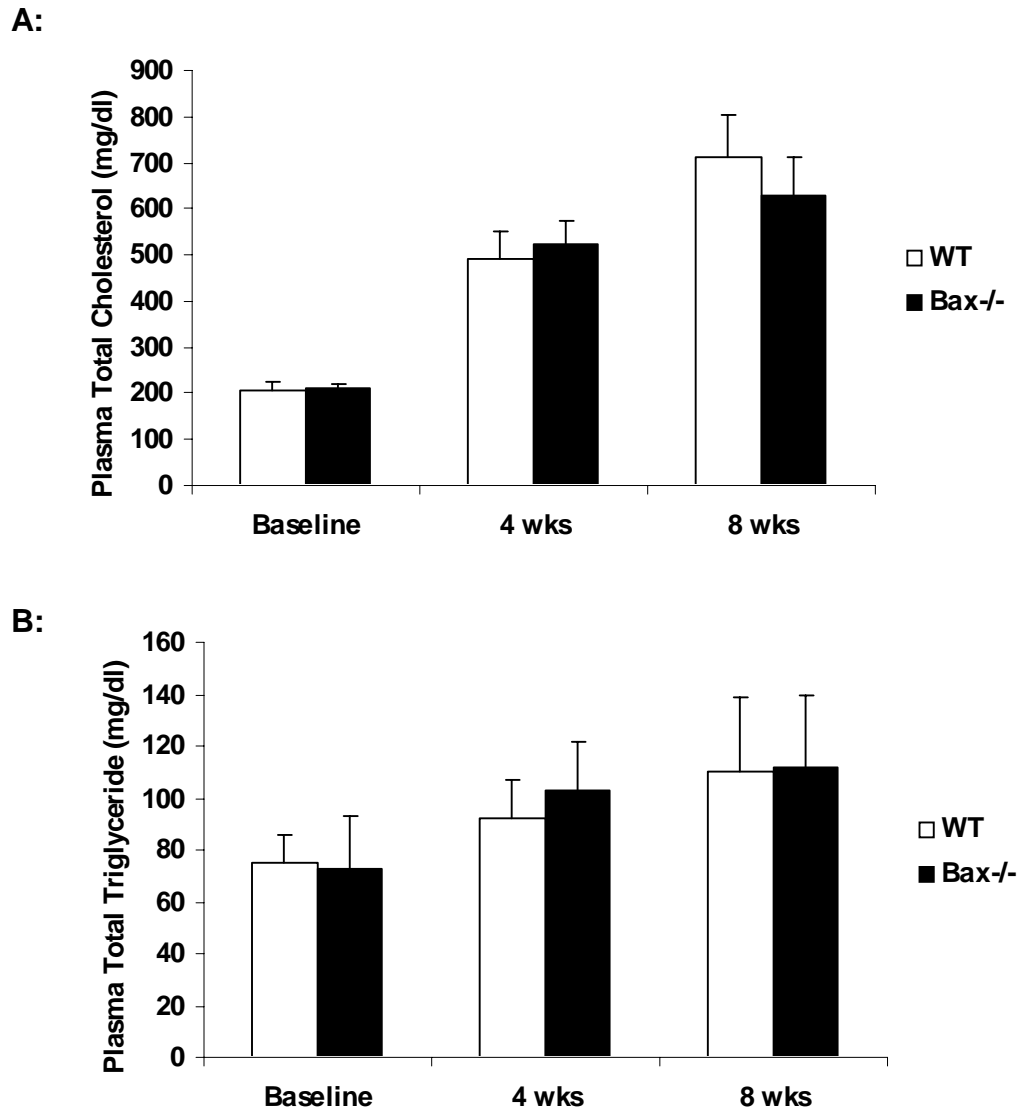 A:
Plasma Total Cholesterol (mg/dl)
900
800
700
600
500
400
300
200
100
0
Baseline
4 wks
8 wks
WT
Bax-/-
B:
Plasma Total Triglyceride (mg/dl)
160
140
120
100
80
60
40
20
0
Baseline
4 wks
8 wks
WT
Bax-/-